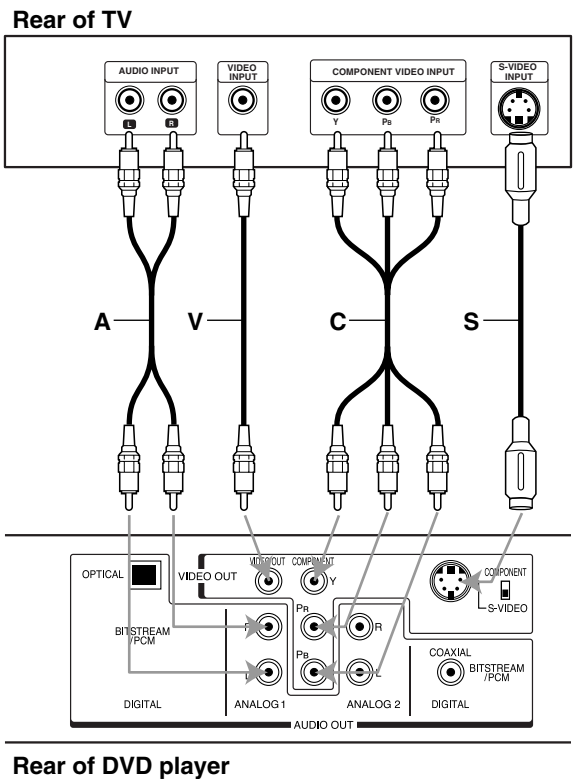 Rear of TV
AUDIO INPUT
VIDEO
INPUT
COMPONENT VIDEO INPUT
S-VIDEO
INPUT
L
R
Y
PB
PR
A
V
C
S
VIDEO OUT
COMPONENT
OPTICAL
VIDEO OUT
Y
COMPONENT
S-VIDEO
PR
R
R
BITSTREAM
/PCM
PB
L
L
COAXIAL
BITSTREAM
/PCM
DIGITAL
ANALOG 1
ANALOG 2
DIGITAL
AUDIO OUT
Rear of DVD player